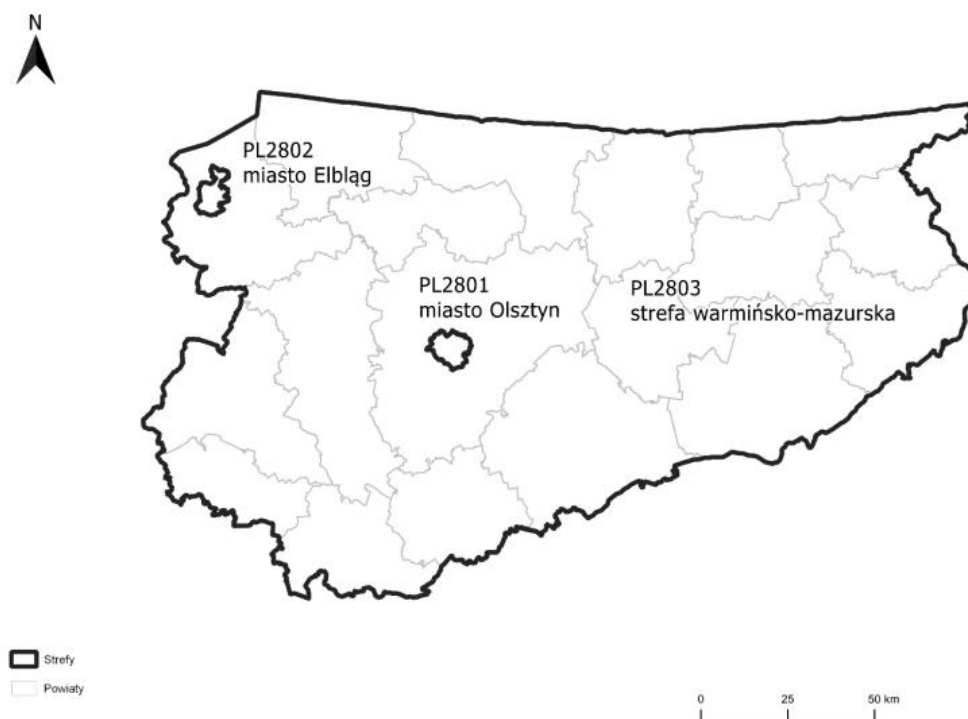 N
PL2802
miasto Elbląg
PL2801
miasto Olsztyn
PL2803
strefa warmińsko-mazurska
Strefy
Powiaty
0 25 50 km